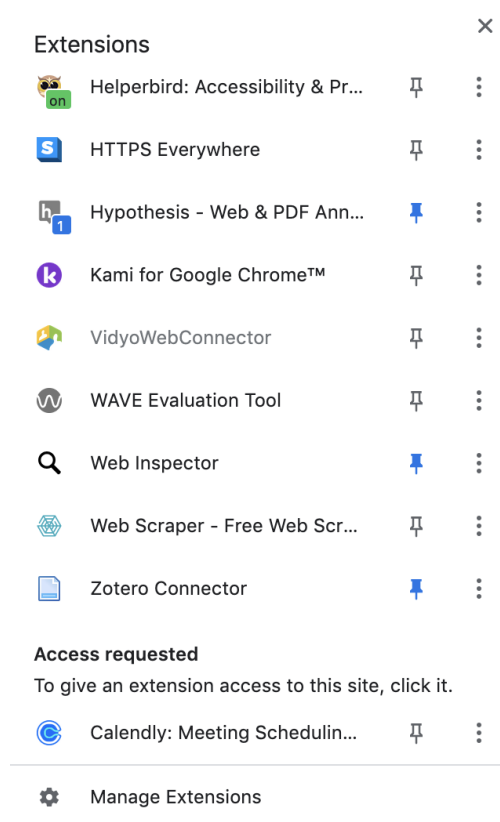 Extensions
on
Helperbird: Accessibility & Pr...
S
HTTPS Everywhere
h
1
Hypothesis - Web & PDF Ann...
k
Kami for Google Chrome™
VidyoWebConnector
WAVE Evaluation Tool
Web Inspector
Web Scraper - Free Web Scr...
Zotero Connector
Access requested
To give an extension access to this site, click it.
C
Calendly: Meeting Schedulin...
Manage Extensions